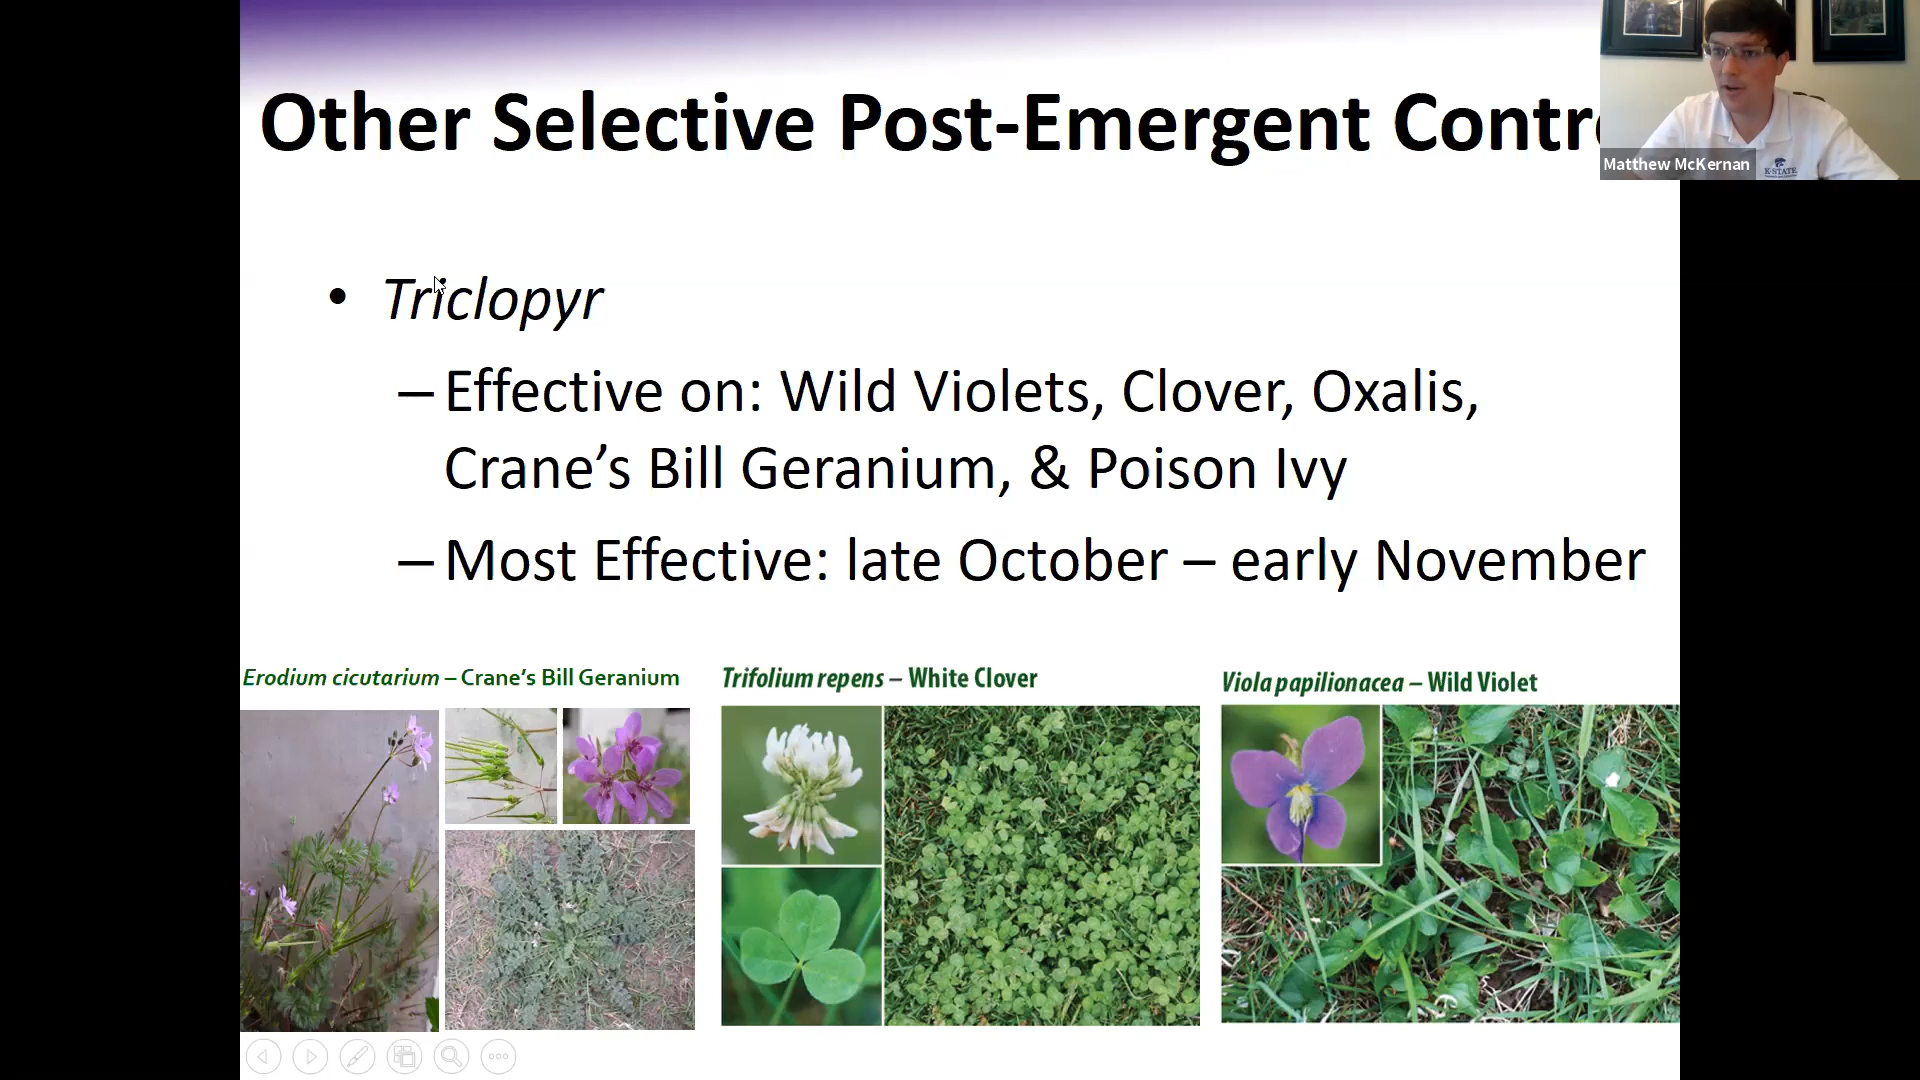 Other Selective Post-Emergent Contr
Matthew McKernan
K-STATE
• Triclopyr
– Effective on: Wild Violets, Clover, Oxalis,
Crane’s Bill Geranium, & Poison Ivy
– Most Effective: late October – early November
Erodium cicutarium – Crane’s Bill Geranium
Trifolium repens – White Clover
Viola papilionacea – Wild Violet